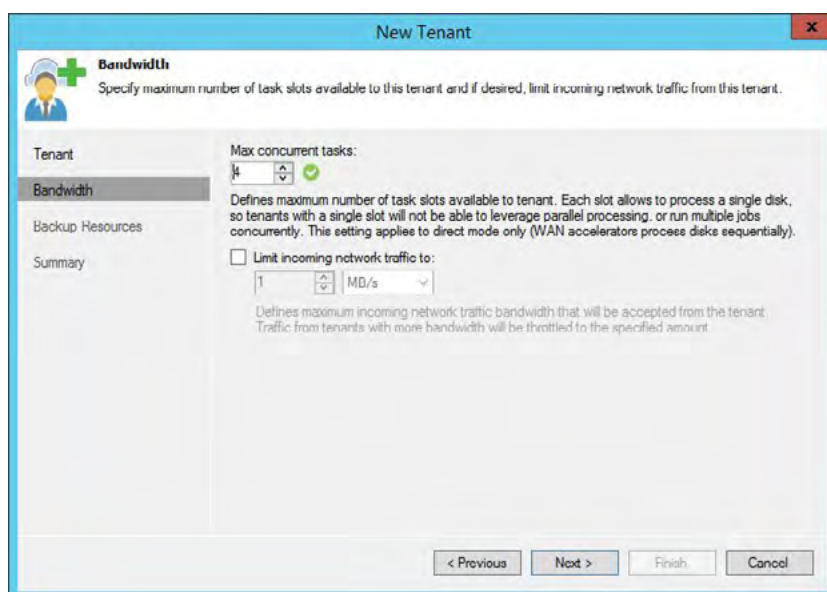 New Tenant
x
Bandwidth
Specify maximum number of task slots available to this tenant and if desired, limit incoming network traffic from this tenant.
Tenant
Bandwidth
Backup Resources
Summary
Max concurrent tasks:
4
Defines maximum number of task slots available to tenant. Each slot allows to process a single disk,
so tenants with a single slot will not be able to leverage parallel processing, or run multiple jobs
concurrently. This setting applies to direct mode only (WAN accelerators process disks sequentially).
Limit incoming network traffic to:
1
MB/s
Defines maximum incoming network traffic bandwidth that will be accepted from the tenant.
Traffic from tenants with more bandwidth will be throttled to the specified amount.
< Previous
Next >
Finish
Cancel